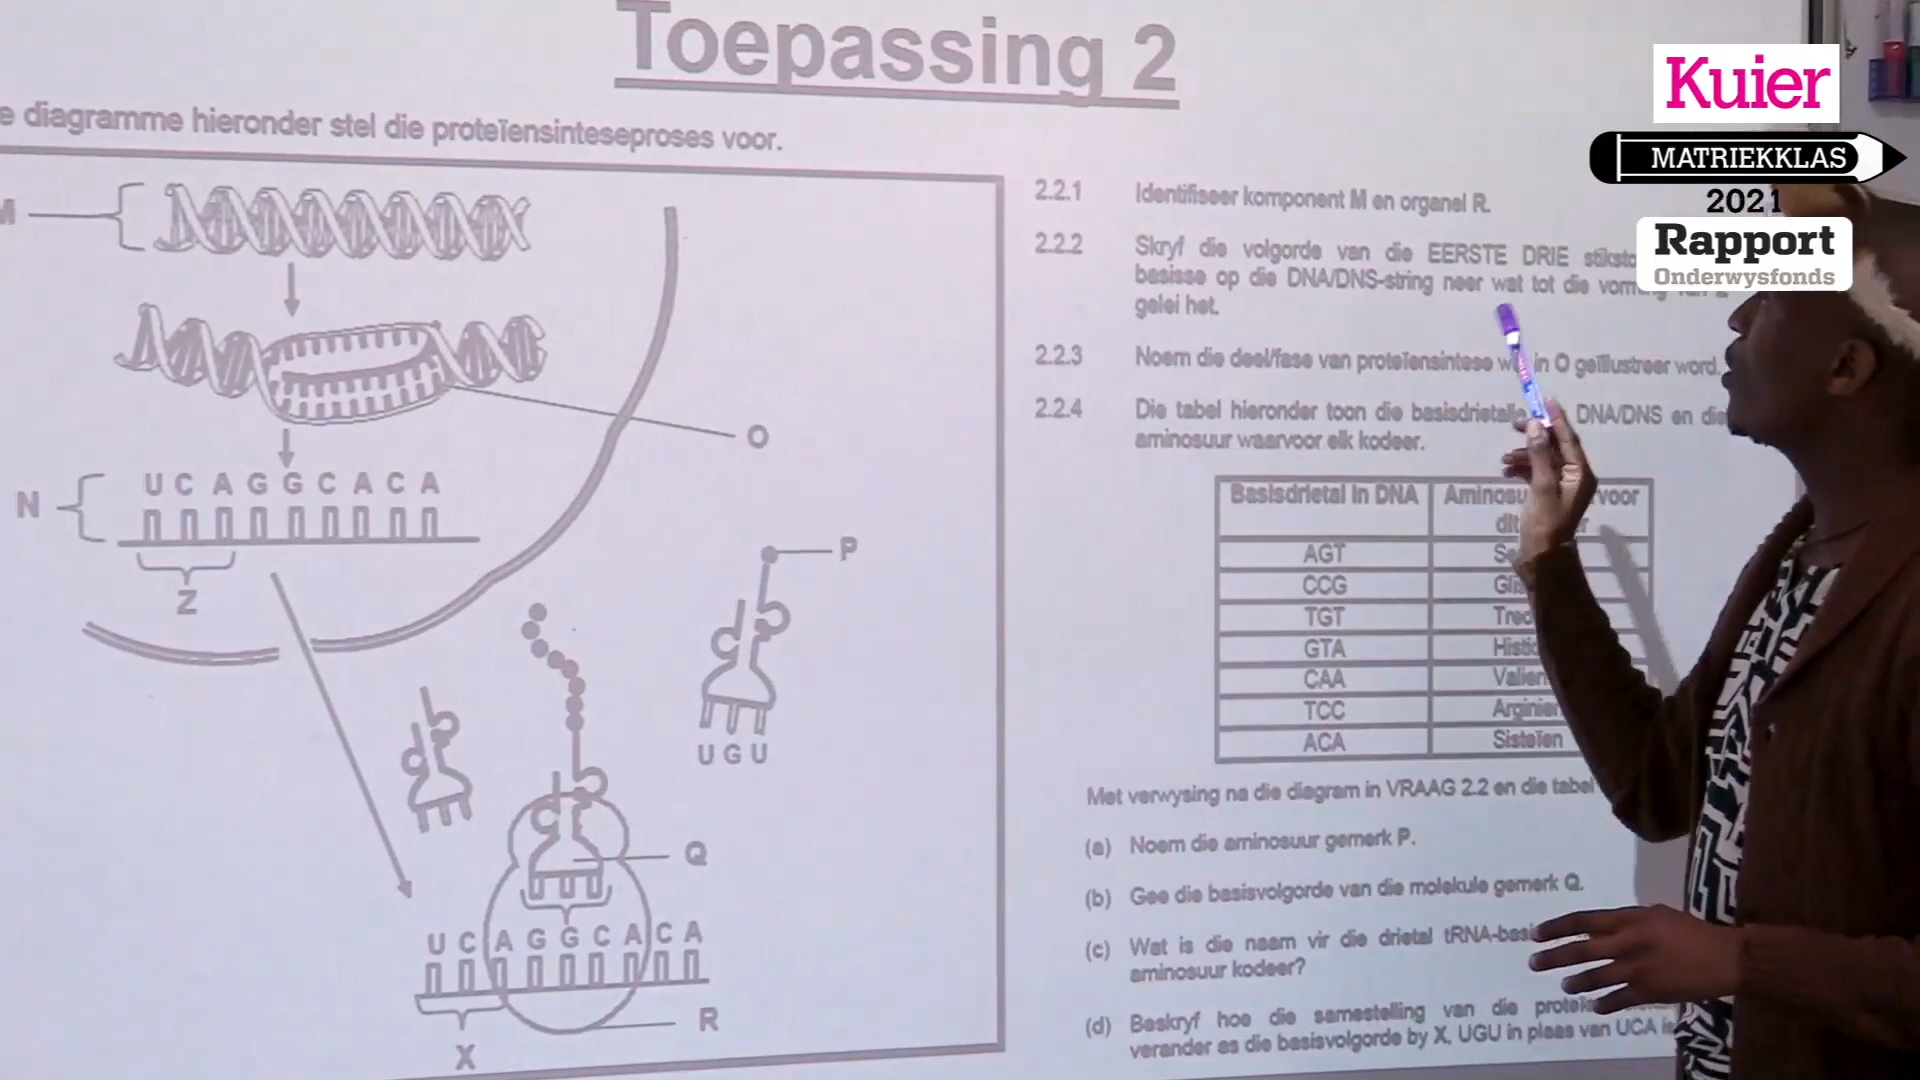 Toepassing 2
Kuier
MATRIEKKLAS
2021
Rapport
Onderwysfonds
diagramme hieronder stel die proteïensinteseproses voor.
M
O
N
U C A G G C A C A
Z
P
U G U
Q
U C A G G C A C A
R
X
2.2.1 Identifiseer komponent M en organel R.
2.2.2 Skryf die volgorde van die EERSTE DRIE
basisse op die DNA/DNS-string neer wat tot die
gelei het.
2.2.3 Noem die deel/fase van proteïensintese in O geïllustreer word.
2.2.4 Die tabel hieronder toon die DNA/DNS en die
aminosuur waarvoor elk kodeer.
Basisdrietal in DNA
AGT
CCG
TGT
GTA
CAA
TCC
ACA Sisteïen
Met verwysing na die diagram in VRAAG 2.2 en die tabel
(a) Noem die aminosuur gemerk P.
(b) Gee die basisvolgorde van die molekule gemerk Q.
(c) Wat is die naam vir die drietal
aminosuur kodeer?
(d) Beskryf hoe die samestelling van die
verander as die basisvolgorde by X, UGU in plaas van UCA is